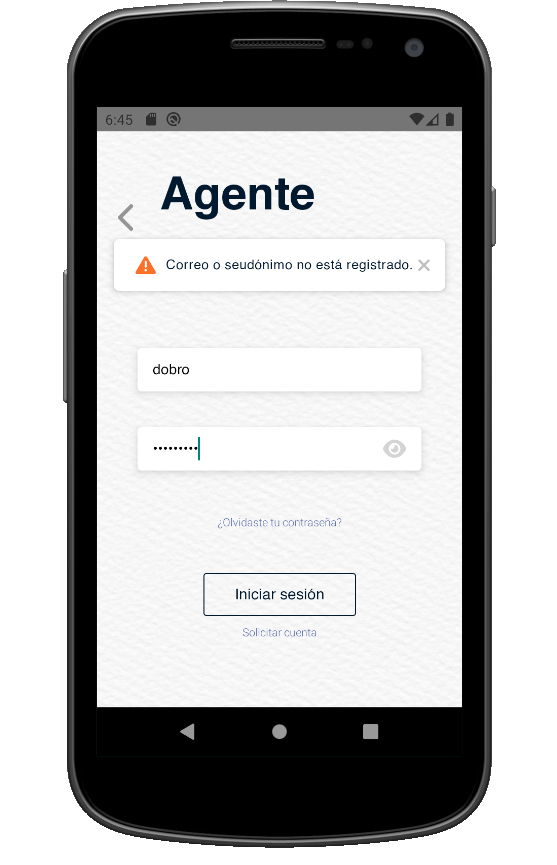 6:45
Agente
Correo o seudónimo no está registrado.
dobro
•••••••••
¿Olvidaste tu contraseña?
Iniciar sesión
Solicitar cuenta